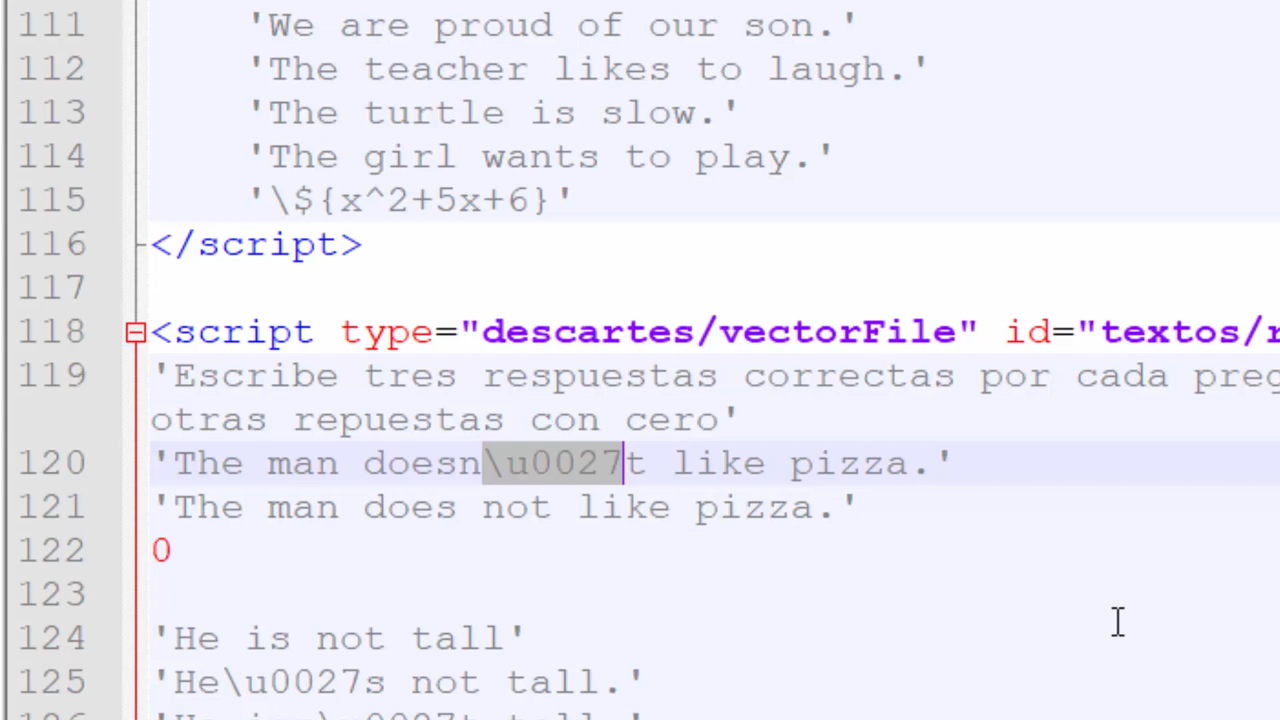 111 'We are proud of our son.'
112 'The teacher likes to laugh.'
113 'The turtle is slow.'
114 'The girl wants to play.'
115 '\${x^2+5x+6}'
116 </script>
117
118 <script type="descartes/vectorFile" id="textos/
119 'Escribe tres respuestas correctas por cada preg
otras repuestas con cero'
120 'The man doesn\u0027t like pizza.'
121 'The man does not like pizza.'
122 0
123
124 'He is not tall'
125 'He\u0027s not tall.'